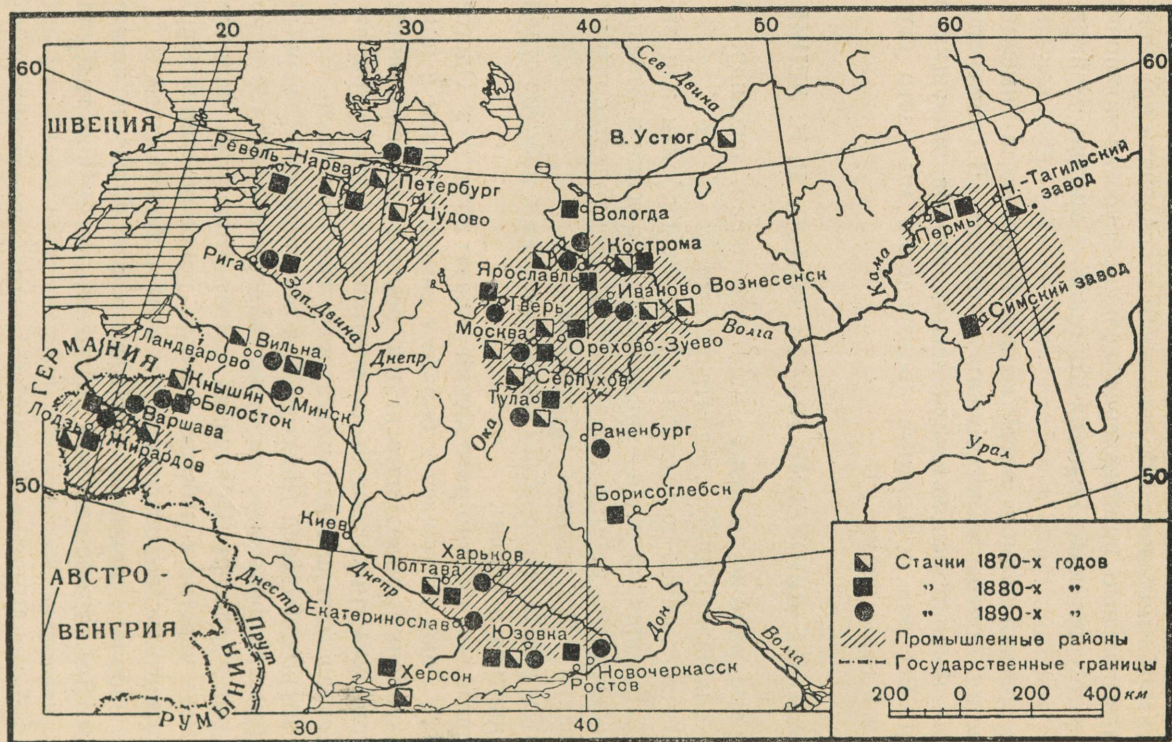 20
30
40
50
60
60
60
ШВЕЦИЯ
Сев. Двина
В. Устюг
Ревель
Нарва
Петербург
Чудово
Вологда
Н.-Тагильский
завод
Пермь
Кама
Кострома
Ярославль
Иваново Вознесенск
Симский завод
Рига
Зап. Двина
Тверь
Москва
Волга
Орехово-Зуево
Ландварово
Вильна
Днепр
ГЕРМАНИЯ
Кнышин
Минск
Серпухов
Белосток
Тула
Варшава
Лодзь
Жирардов
Ока
Раненбург
Урал
50
50
Борисоглебск
Киев
Харьков
Полтава
АВСТРО-
ВЕНГРИЯ
Днестр
Днепр
Екатеринослав
Юзовка
Дон
Волга
Прут
Новочеркасск
Ростов
Херсон
РУМЫНИЯ
30
40
Стачки 1870-х годов
" 1880-х "
" 1890-х "
Промышленные районы
Государственные границы
200 0 200 400 км